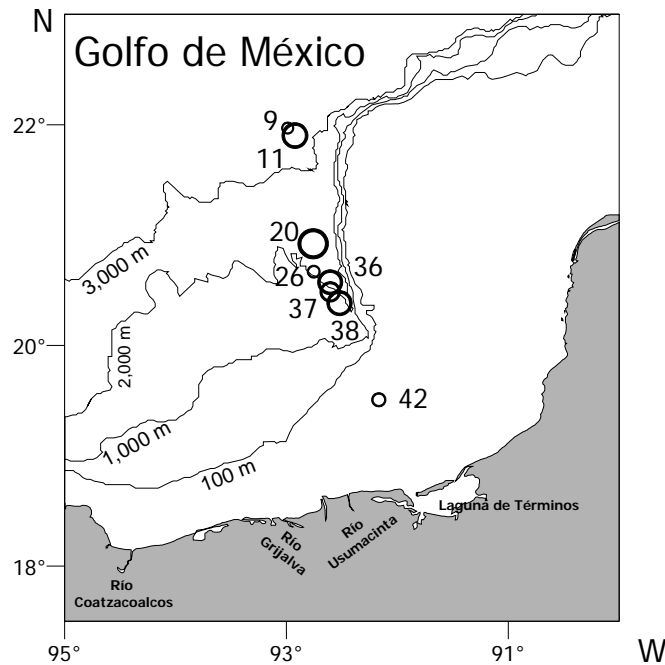 N
Golfo de México
9
22°
11
20
36
3,000 m
26
37
38
20°
2,000 m
42
1,000 m
100 m
Laguna de Términos
Río
Usumacinta
Río
Grijalva
18°
Río
Coatzacoalcos
95°
93°
91°
W